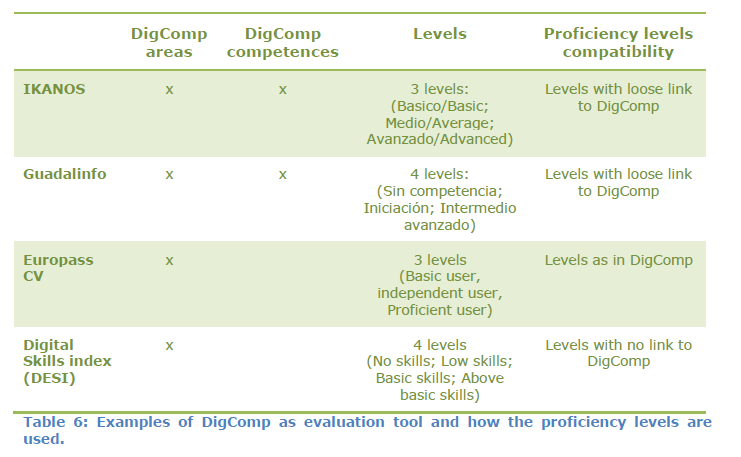 DigComp areas DigComp competences Levels Proficiency levels compatibility
IKANOS x x 3 levels: Levels with loose link
(Basico/Basic; to DigComp
Medio/Average;
Avanzado/Advanced)
Guadalinfo x x 4 levels: Levels with loose link
(Sin competencia; to DigComp
Iniciación; Intermedio
avanzado)
Europass x 3 levels Levels as in DigComp
CV (Basic user,
independent user,
Proficient user)
Digital x 4 levels Levels with no link to
Skills index (No skills; Low skills; DigComp
(DESI) Basic skills; Above
basic skills)
Table 6: Examples of DigComp as evaluation tool and how the proficiency levels are
used.